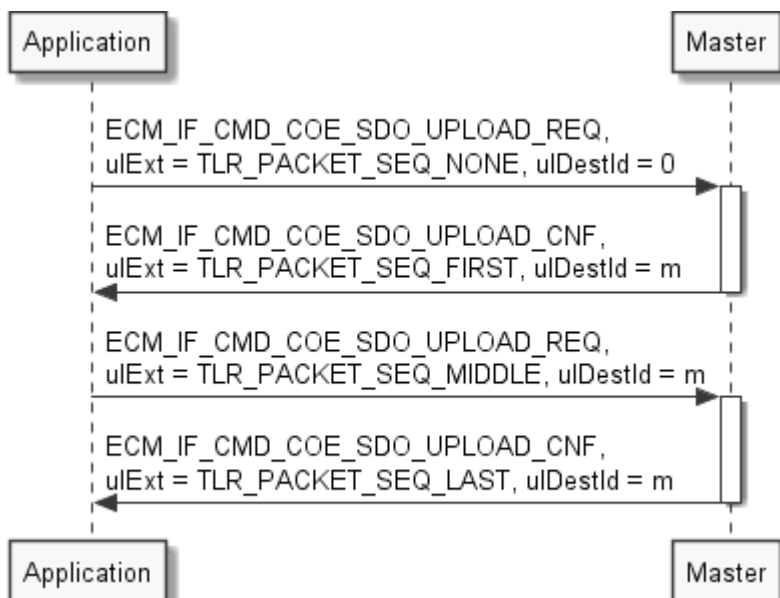 Application
Master
ECM_IF_CMD_COE_SDO_UPLOAD_REQ,
ulExt = TLR_PACKET_SEQ_NONE, ulDestId = 0
ECM_IF_CMD_COE_SDO_UPLOAD_CNF,
ulExt = TLR_PACKET_SEQ_FIRST, ulDestId = m
ECM_IF_CMD_COE_SDO_UPLOAD_REQ,
ulExt = TLR_PACKET_SEQ_MIDDLE, ulDestId = m
ECM_IF_CMD_COE_SDO_UPLOAD_CNF,
ulExt = TLR_PACKET_SEQ_LAST, ulDestId = m
Application
Master